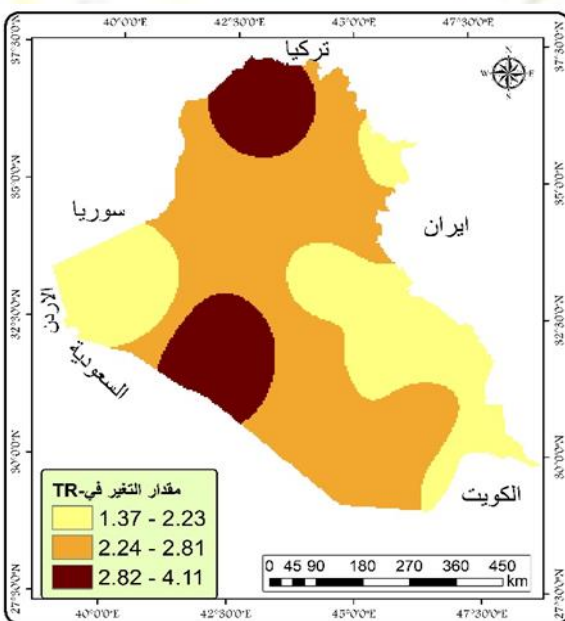 40°0'0"E 42°30'0"E 45°0'0"E 47°30'0"E
37°30'0"N
37°30'0"N
تركيا
N
W E
S
35°0'0"N
35°0'0"N
سوريا
ايران
الاردن
32°30'0"N
32°30'0"N
السعودية
30°0'0"N
30°0'0"N
الكويت
مقدار التغير في-TR
1.37 - 2.23
2.24 - 2.81
2.82 - 4.11
0 45 90 180 270 360 450
km
27°30'0"N
27°30'0"N
40°0'0"E 42°30'0"E 45°0'0"E 47°30'0"E